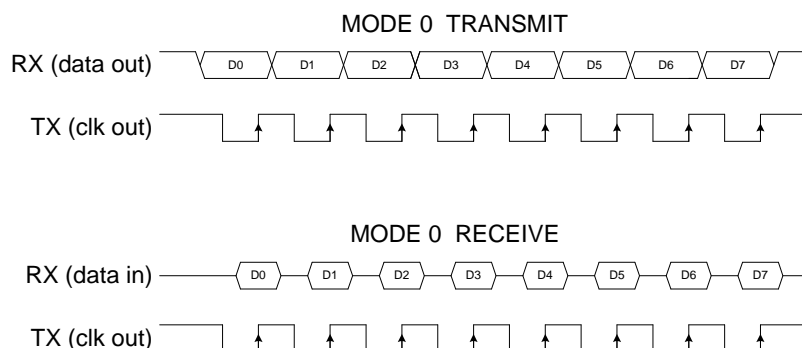 MODE 0 TRANSMIT
RX (data out) D0 D1 D2 D3 D4 D5 D6 D7
TX (clk out)
MODE 0 RECEIVE
RX (data in) D0 D1 D2 D3 D4 D5 D6 D7
TX (clk out)